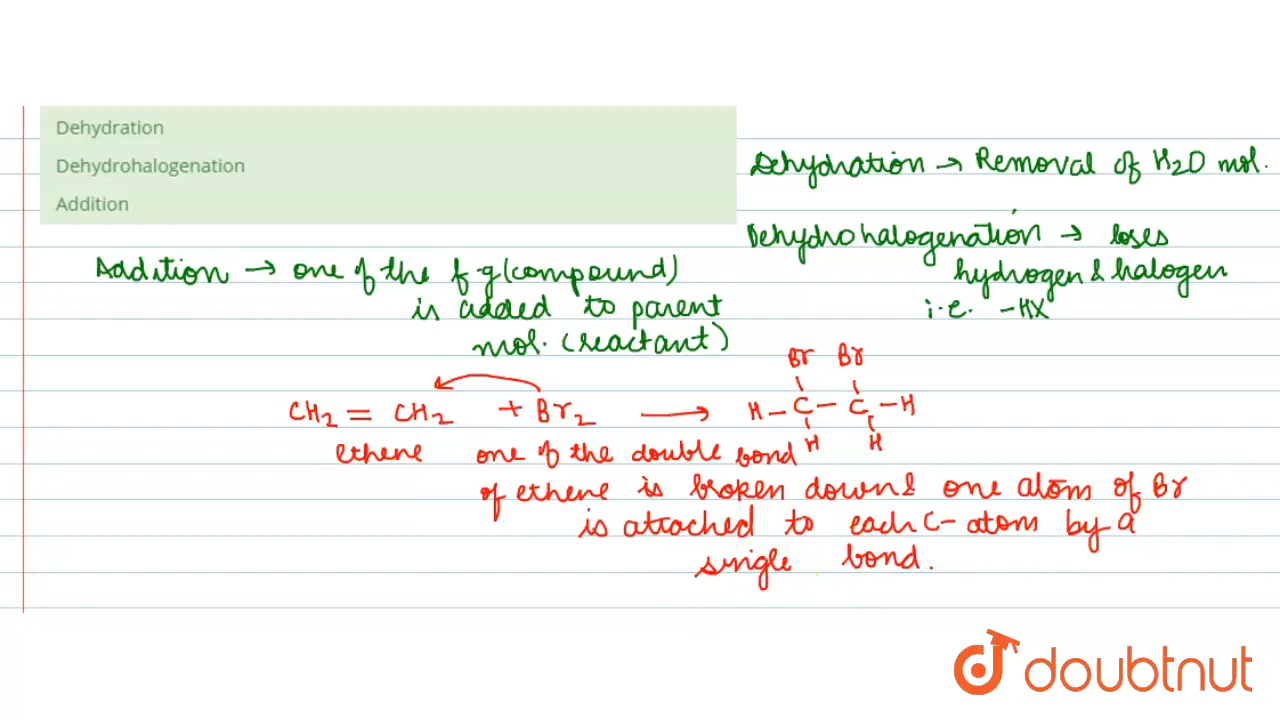 Dehydration
Dehydrohalogenation
Addition
Dehydration → Removal of H2O mol.
Dehydrohalogenation → loses
hydrogen & halogen
i.e. -HX
Addition → one of the f.g (compound)
is added to parent
mol. (reactant)
Br Br
CH2 = CH2 + Br2 → H - C - C - H
H H
ethene one of the double bond
of ethene is broken down & one atom of Br
is attached to each C-atom by a
single bond.
doubtnut